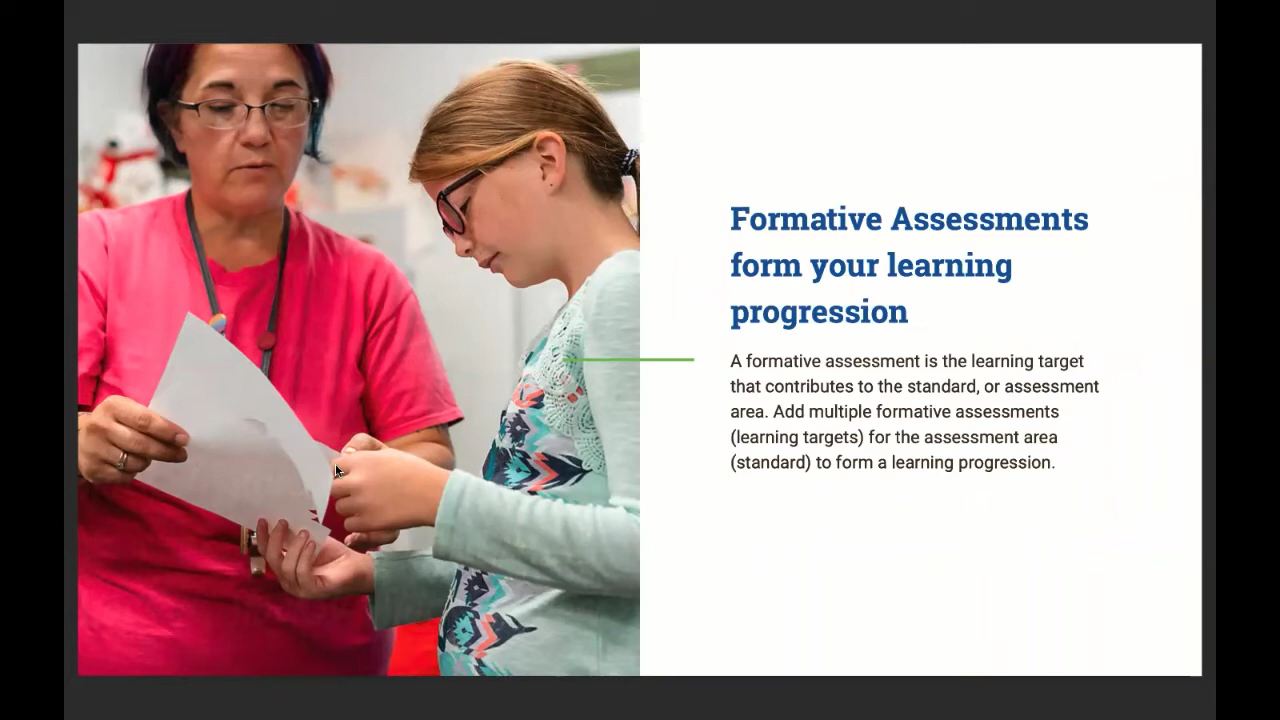 Formative Assessments
form your learning
progression
A formative assessment is the learning target
that contributes to the standard, or assessment
area. Add multiple formative assessments
(learning targets) for the assessment area
(standard) to form a learning progression.